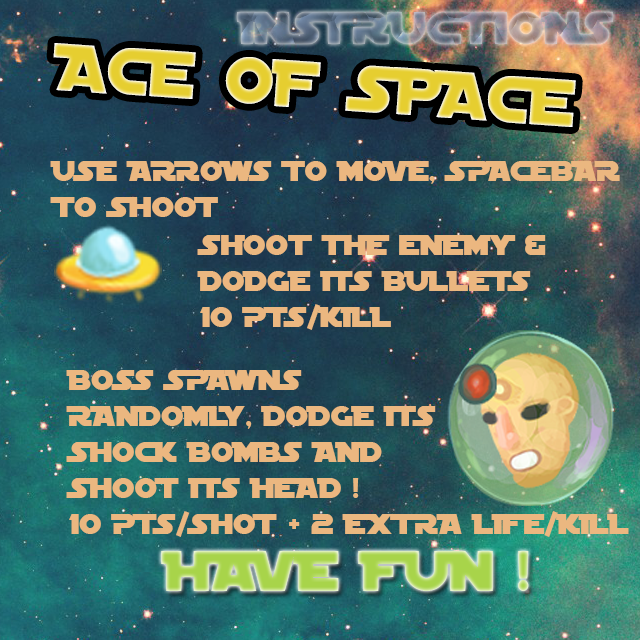 INSTRUCTIONS
ACE OF SPACE
USE ARROWS TO MOVE, SPACEBAR
TO SHOOT
SHOOT THE ENEMY &
DODGE ITS BULLETS
10 PTS/KILL
BOSS SPAWNS
RANDOMLY, DODGE ITS
SHOCK BOMBS AND
SHOOT ITS HEAD !
10 PTS/SHOT + 2 EXTRA LIFE/KILL
HAVE FUN !